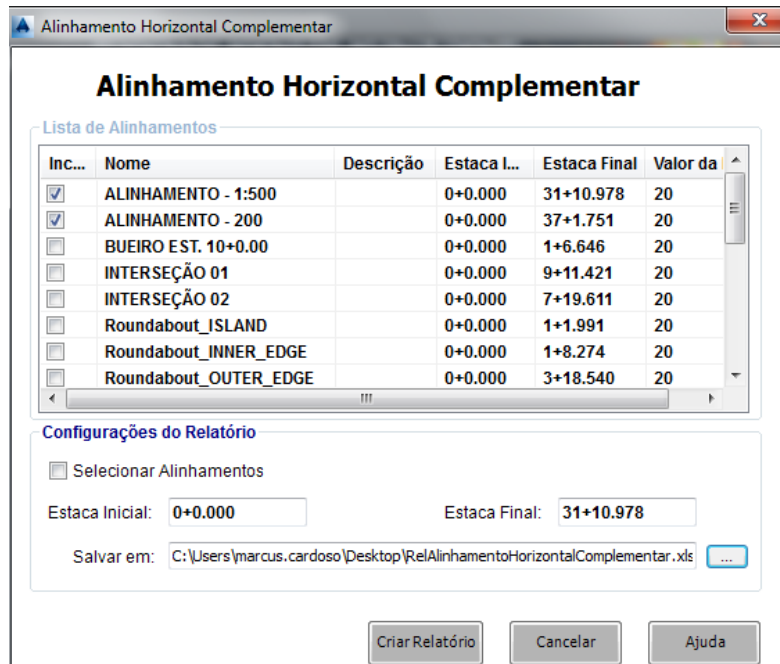 Alinhamento Horizontal Complementar
Alinhamento Horizontal Complementar
Lista de Alinhamentos
Inc... Nome Descrição Estaca I... Estaca Final Valor da
ALINHAMENTO - 1:500 0+0.000 31+10.978 20
ALINHAMENTO - 200 0+0.000 37+1.751 20
BUEIRO EST. 10+0.00 0+0.000 1+6.646 20
INTERSEÇÃO 01 0+0.000 9+11.421 20
INTERSEÇÃO 02 0+0.000 7+19.611 20
Roundabout_ISLAND 0+0.000 1+1.991 20
Roundabout_INNER_EDGE 0+0.000 1+8.274 20
Roundabout_OUTER_EDGE 0+0.000 3+18.540 20
Configurações do Relatório
Selecionar Alinhamentos
Estaca Inicial: 0+0.000 Estaca Final: 31+10.978
Salvar em: C:\Users\marcus.cardoso\Desktop\RelAlinhamentoHorizontalComplementar.xls ...
Criar Relatório Cancelar Ajuda